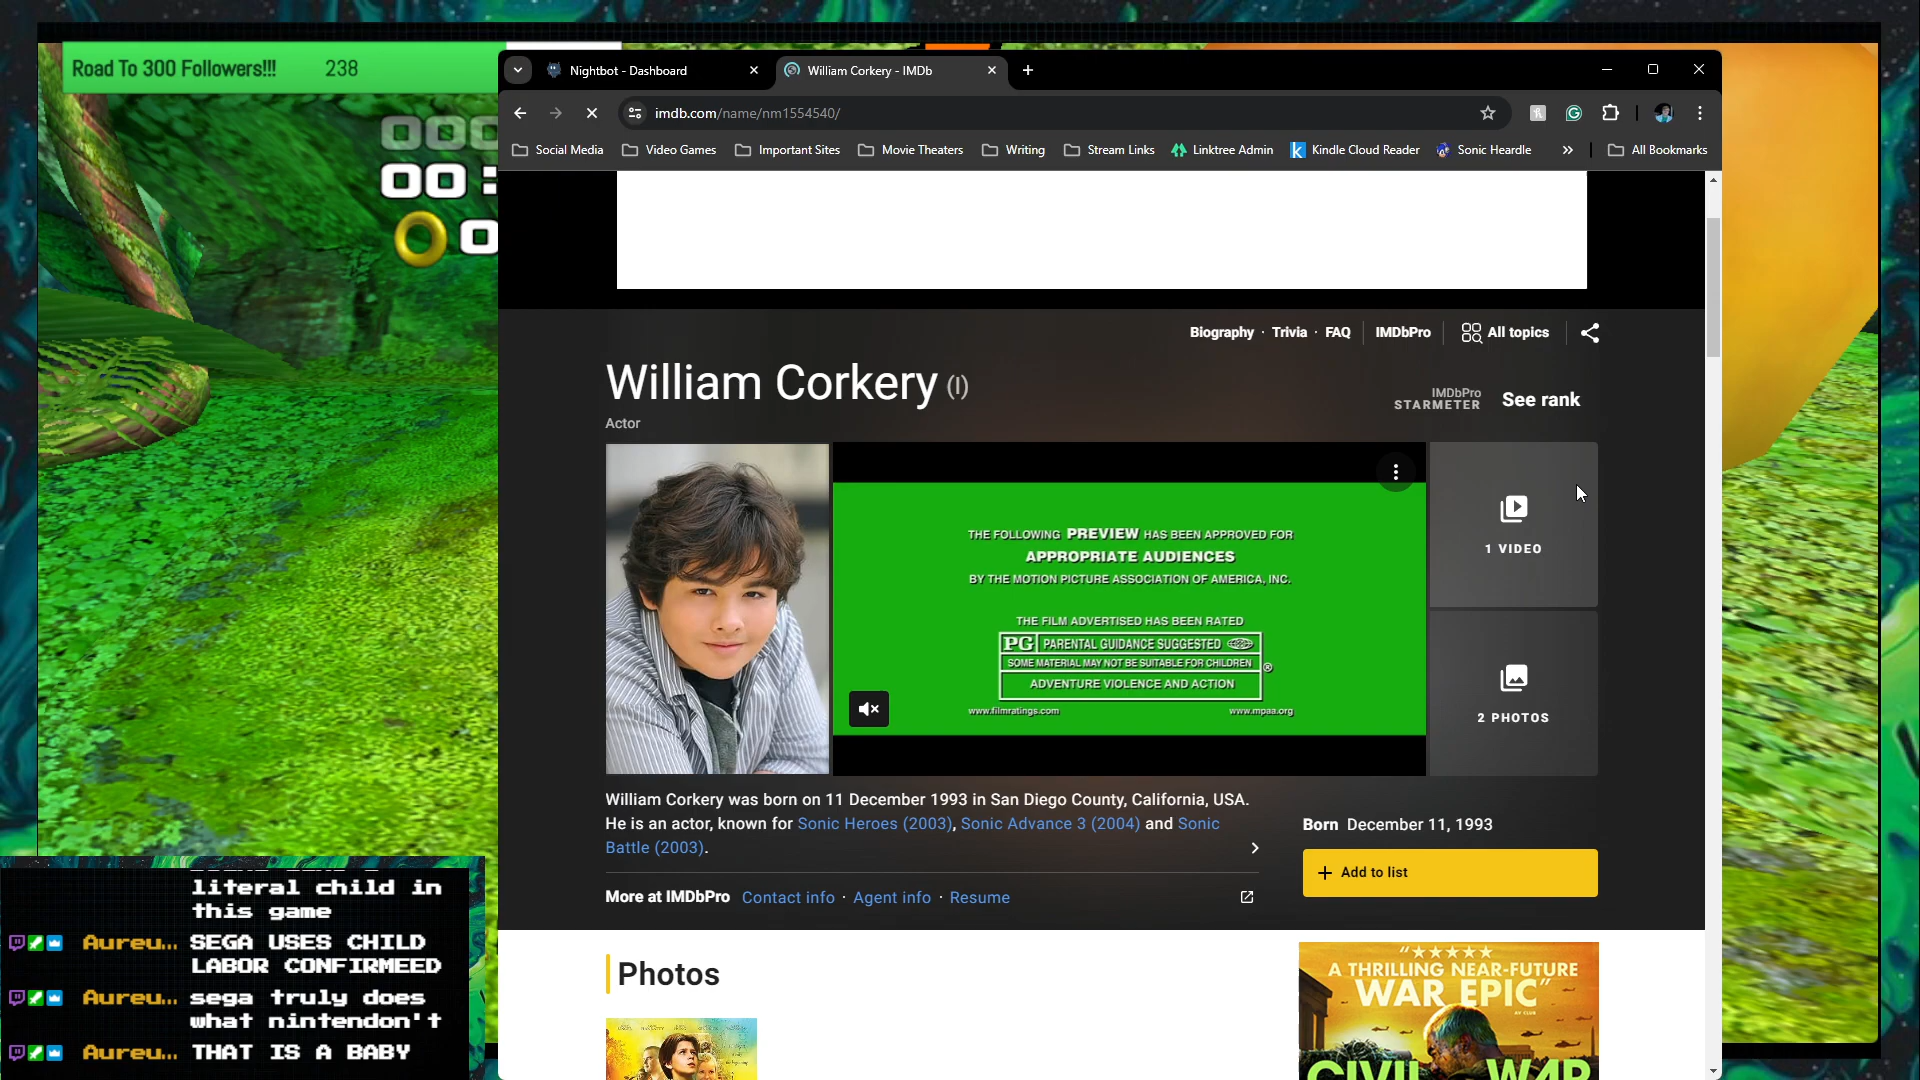 Road To 300 Followers!!! 238
000
00:
0
Nightbot - Dashboard
William Corkery - IMDb
imdb.com/name/nm1554540/
Social Media
Video Games
Important Sites
Movie Theaters
Writing
Stream Links
Linktree Admin
Kindle Cloud Reader
Sonic Heardle
All Bookmarks
Biography · Trivia · FAQ
IMDbPro
All topics
William Corkery (I)
Actor
IMDbPro
STARMETER
See rank
THE FOLLOWING PREVIEW HAS BEEN APPROVED FOR
APPROPRIATE AUDIENCES
BY THE MOTION PICTURE ASSOCIATION OF AMERICA, INC.
THE FILM ADVERTISED HAS BEEN RATED
PG PARENTAL GUIDANCE SUGGESTED
SOME MATERIAL MAY NOT BE SUITABLE FOR CHILDREN
®
ADVENTURE VIOLENCE AND ACTION
www.filmratings.com www.mpaa.org
1 VIDEO
2 PHOTOS
William Corkery was born on 11 December 1993 in San Diego County, California, USA.
He is an actor, known for Sonic Heroes (2003), Sonic Advance 3 (2004) and Sonic
Battle (2003).
Born December 11, 1993
+ Add to list
More at IMDbPro Contact info · Agent info · Resume
Photos
"★★★★★
A THRILLING NEAR-FUTURE
WAR EPIC"
AV CLUB
CIVIL WAR
literal child in
this game
Aureu... SEGA USES CHILD
LABOR CONFIRMEED
Aureu... sega truly does
what nintendon't
Aureu... THAT IS A BABY